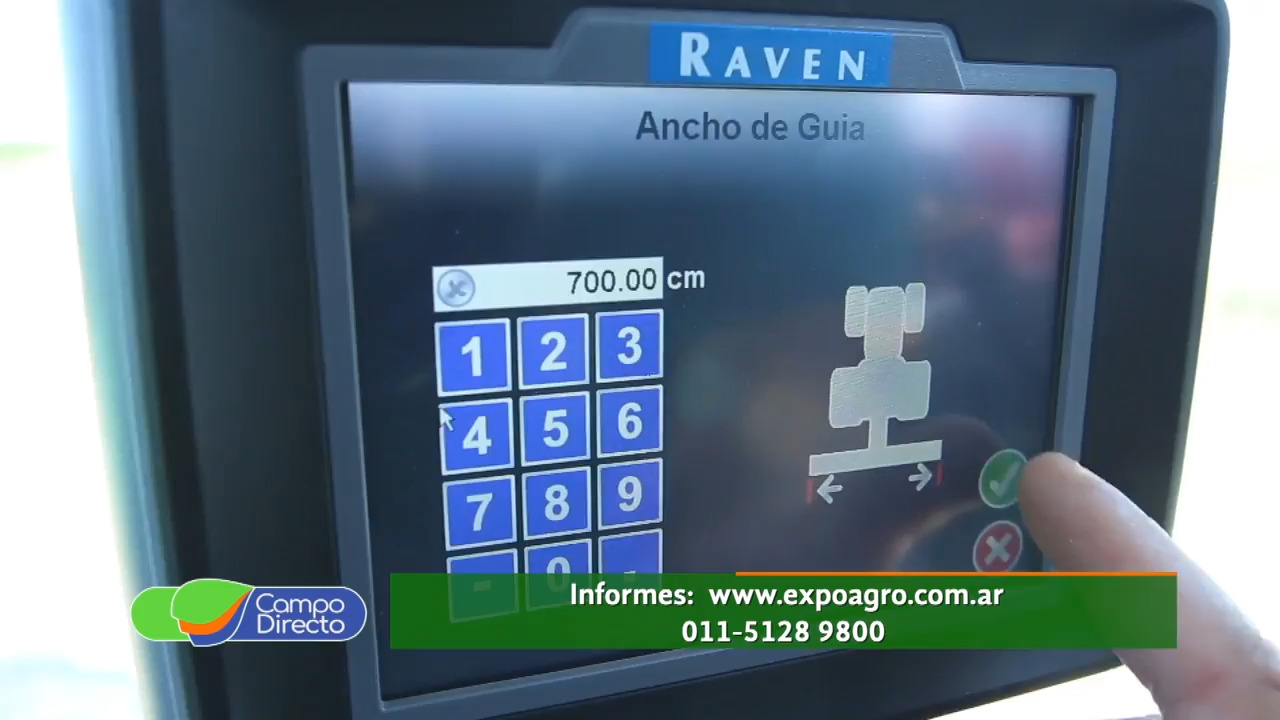 RAVEN
Ancho de Guia
700.00 cm
1 2 3
4 5 6
7 8 9
- 0 .
Campo
Directo
Informes: www.expoagro.com.ar
011-5128 9800